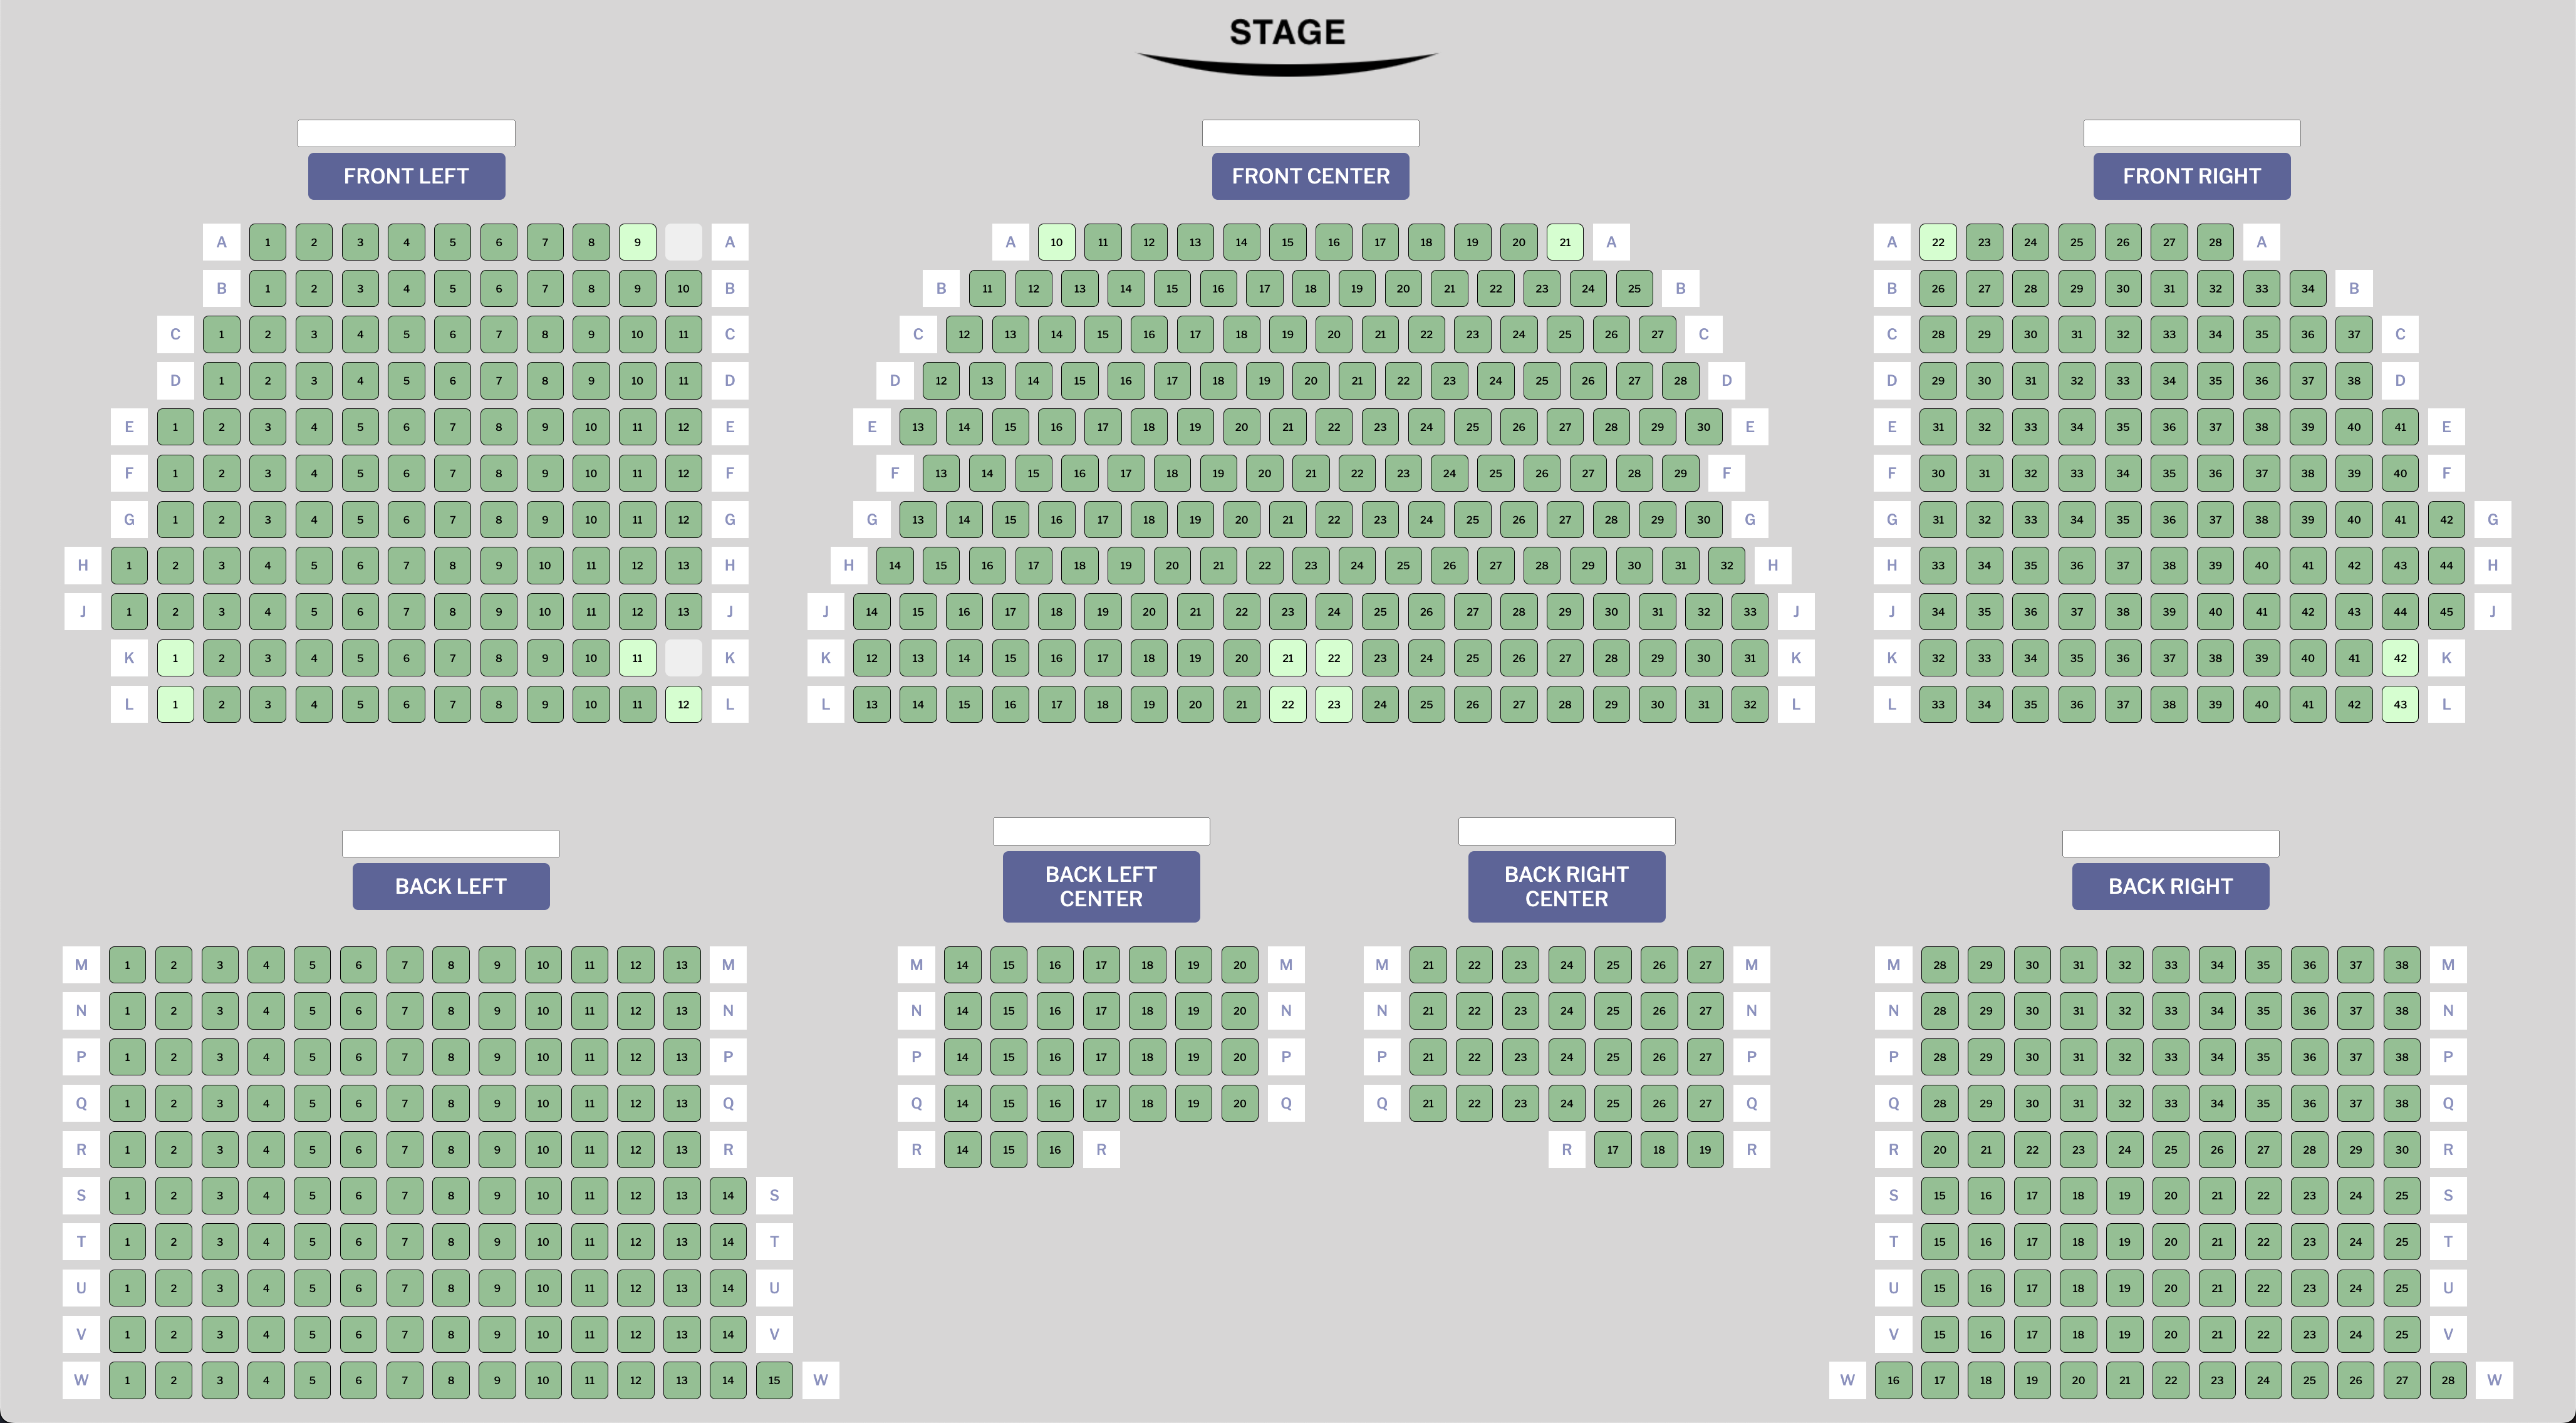 STAGE
FRONT LEFT
A 1 2 3 4 5 6 7 8 9 A
B 1 2 3 4 5 6 7 8 9 10 B
C 1 2 3 4 5 6 7 8 9 10 11 C
D 1 2 3 4 5 6 7 8 9 10 11 D
E 1 2 3 4 5 6 7 8 9 10 11 12 E
F 1 2 3 4 5 6 7 8 9 10 11 12 F
G 1 2 3 4 5 6 7 8 9 10 11 12 G
H 1 2 3 4 5 6 7 8 9 10 11 12 13 H
J 1 2 3 4 5 6 7 8 9 10 11 12 13 J
K 1 2 3 4 5 6 7 8 9 10 11 K
L 1 2 3 4 5 6 7 8 9 10 11 12 L
FRONT CENTER
A 10 11 12 13 14 15 16 17 18 19 20 21 A
B 11 12 13 14 15 16 17 18 19 20 21 22 23 24 25 B
C 12 13 14 15 16 17 18 19 20 21 22 23 24 25 26 27 C
D 12 13 14 15 16 17 18 19 20 21 22 23 24 25 26 27 28 D
E 13 14 15 16 17 18 19 20 21 22 23 24 25 26 27 28 29 30 E
F 13 14 15 16 17 18 19 20 21 22 23 24 25 26 27 28 29 F
G 13 14 15 16 17 18 19 20 21 22 23 24 25 26 27 28 29 30 G
H 14 15 16 17 18 19 20 21 22 23 24 25 26 27 28 29 30 31 32 H
J 14 15 16 17 18 19 20 21 22 23 24 25 26 27 28 29 30 31 32 33 J
K 12 13 14 15 16 17 18 19 20 21 22 23 24 25 26 27 28 29 30 31 K
L 13 14 15 16 17 18 19 20 21 22 23 24 25 26 27 28 29 30 31 32 L
FRONT RIGHT
A 22 23 24 25 26 27 28 A
B 26 27 28 29 30 31 32 33 34 B
C 28 29 30 31 32 33 34 35 36 37 C
D 29 30 31 32 33 34 35 36 37 38 D
E 31 32 33 34 35 36 37 38 39 40 41 E
F 30 31 32 33 34 35 36 37 38 39 40 F
G 31 32 33 34 35 36 37 38 39 40 41 42 G
H 33 34 35 36 37 38 39 40 41 42 43 44 H
J 34 35 36 37 38 39 40 41 42 43 44 45 J
K 32 33 34 35 36 37 38 39 40 41 42 K
L 33 34 35 36 37 38 39 40 41 42 43 L
BACK LEFT
M 1 2 3 4 5 6 7 8 9 10 11 12 13 M
N 1 2 3 4 5 6 7 8 9 10 11 12 13 N
P 1 2 3 4 5 6 7 8 9 10 11 12 13 P
Q 1 2 3 4 5 6 7 8 9 10 11 12 13 Q
R 1 2 3 4 5 6 7 8 9 10 11 12 13 R
S 1 2 3 4 5 6 7 8 9 10 11 12 13 14 S
T 1 2 3 4 5 6 7 8 9 10 11 12 13 14 T
U 1 2 3 4 5 6 7 8 9 10 11 12 13 14 U
V 1 2 3 4 5 6 7 8 9 10 11 12 13 14 V
W 1 2 3 4 5 6 7 8 9 10 11 12 13 14 15 W
BACK LEFT
CENTER
M 14 15 16 17 18 19 20 M
N 14 15 16 17 18 19 20 N
P 14 15 16 17 18 19 20 P
Q 14 15 16 17 18 19 20 Q
R 14 15 16 R
BACK RIGHT
CENTER
M 21 22 23 24 25 26 27 M
N 21 22 23 24 25 26 27 N
P 21 22 23 24 25 26 27 P
Q 21 22 23 24 25 26 27 Q
R 17 18 19 R
BACK RIGHT
M 28 29 30 31 32 33 34 35 36 37 38 M
N 28 29 30 31 32 33 34 35 36 37 38 N
P 28 29 30 31 32 33 34 35 36 37 38 P
Q 28 29 30 31 32 33 34 35 36 37 38 Q
R 20 21 22 23 24 25 26 27 28 29 30 R
S 15 16 17 18 19 20 21 22 23 24 25 S
T 15 16 17 18 19 20 21 22 23 24 25 T
U 15 16 17 18 19 20 21 22 23 24 25 U
V 15 16 17 18 19 20 21 22 23 24 25 V
W 16 17 18 19 20 21 22 23 24 25 26 27 28 W